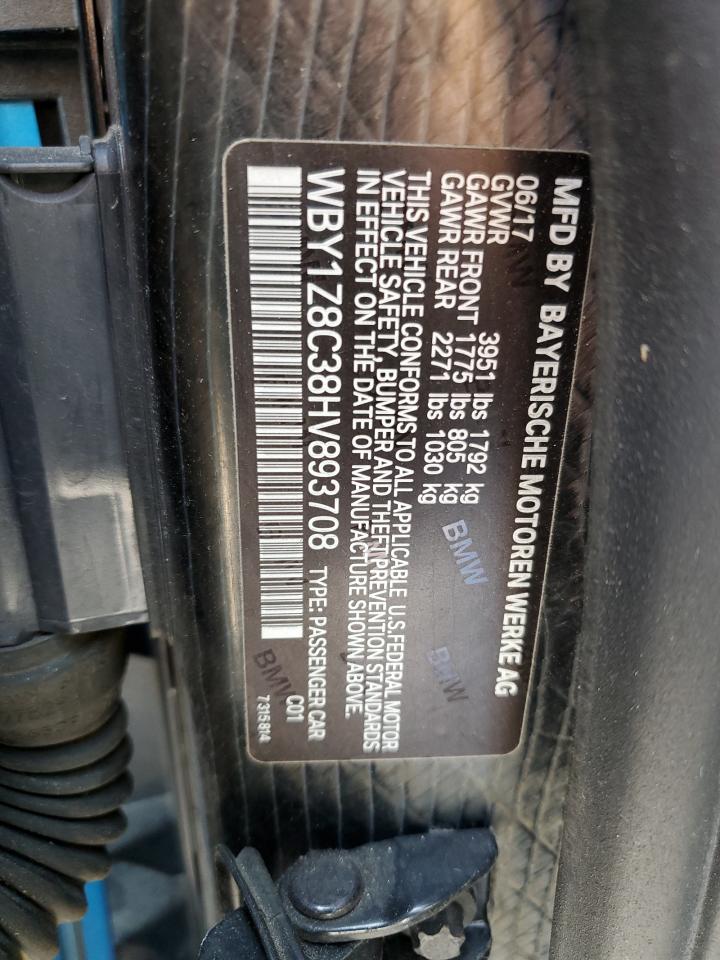 MFD BY BAYERISCHE MOTOREN WERKE AG
06/17
GVWR 3951 lbs 1792 kg
GAWR FRONT 1775 lbs 805 kg
GAWR REAR 2271 lbs 1030 kg
THIS VEHICLE CONFORMS TO ALL APPLICABLE U.S.FEDERAL MOTOR
VEHICLE SAFETY, BUMPER AND THEFT PREVENTION STANDARDS
IN EFFECT ON THE DATE OF MANUFACTURE SHOWN ABOVE.
WBY1Z8C38HV893708 TYPE: PASSENGER CAR
C01
7 315 814
BMW
BMW
BMW